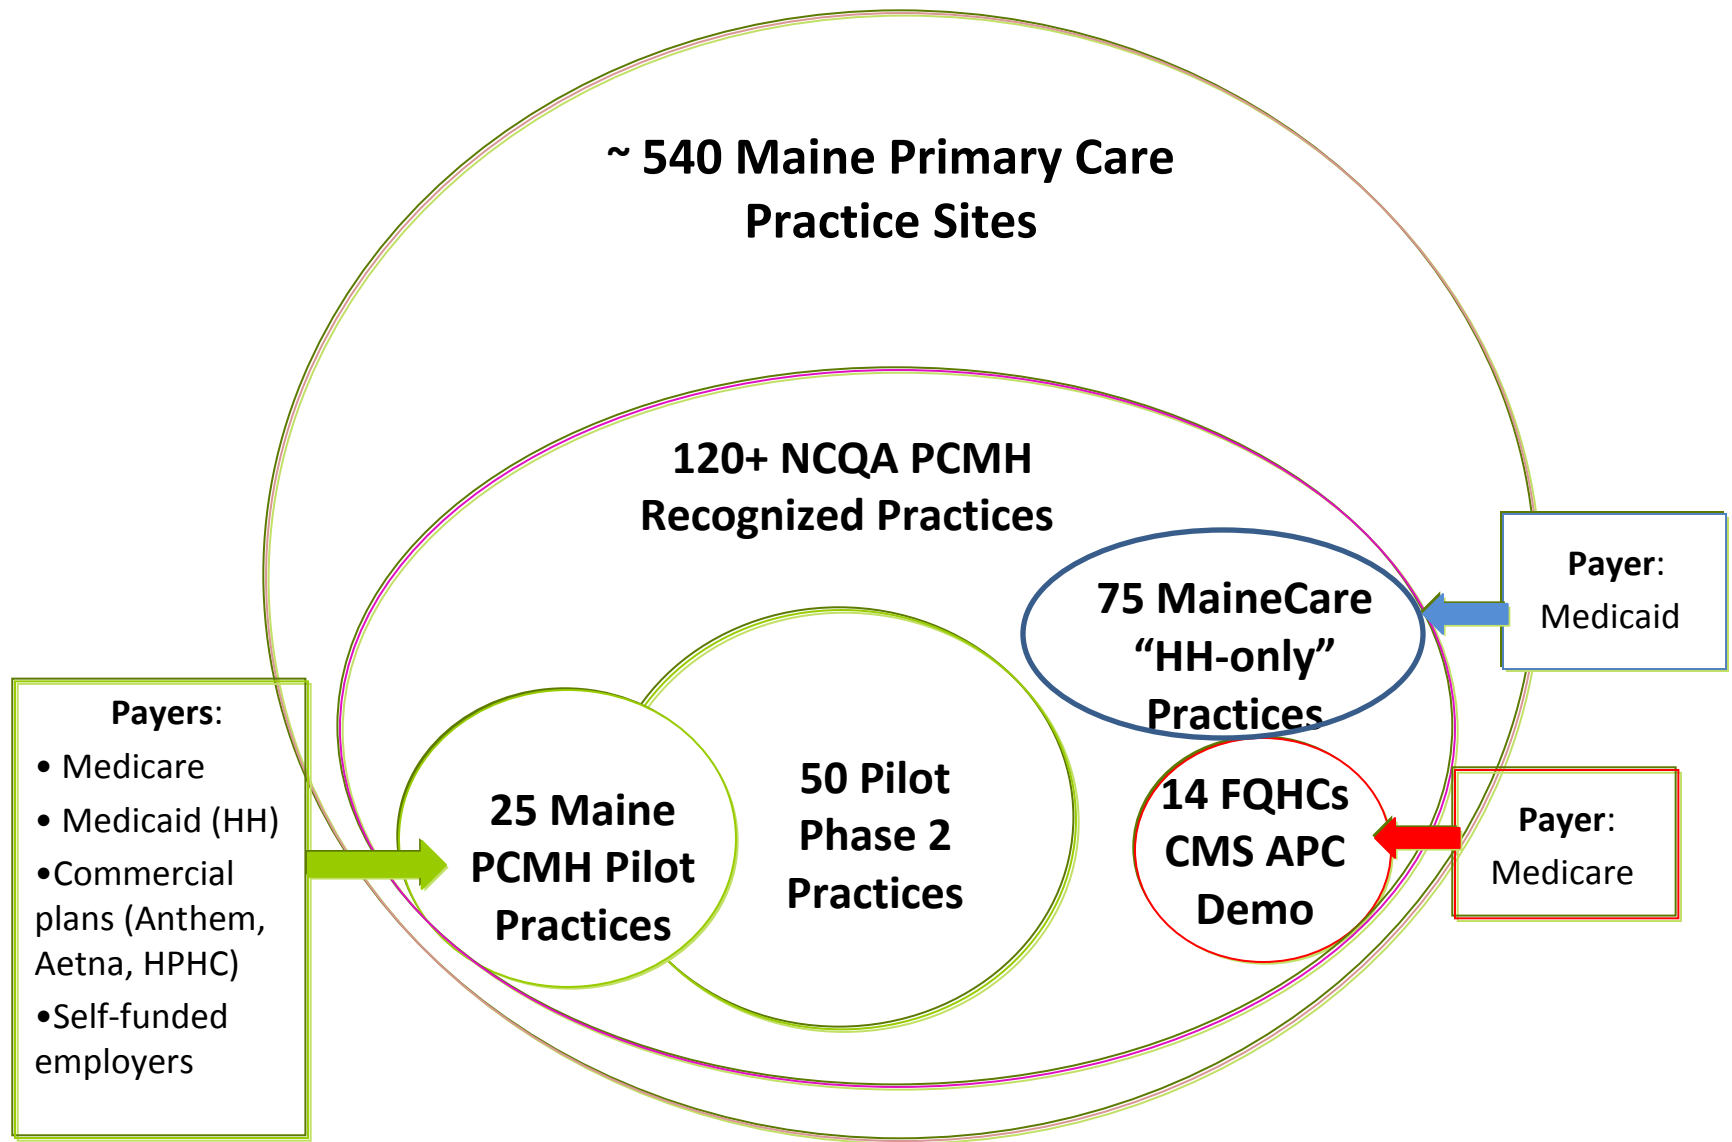 ~ 540 Maine Primary Care
Practice Sites
120+ NCQA PCMH
Recognized Practices
75 MaineCare
“HH-only”
Practices
Payer:
Medicaid
Payers:
• Medicare
• Medicaid (HH)
•Commercial
plans (Anthem,
Aetna, HPHC)
•Self-funded
employers
25 Maine
PCMH Pilot
Practices
50 Pilot
Phase 2
Practices
14 FQHCs
CMS APC
Demo
Payer:
Medicare